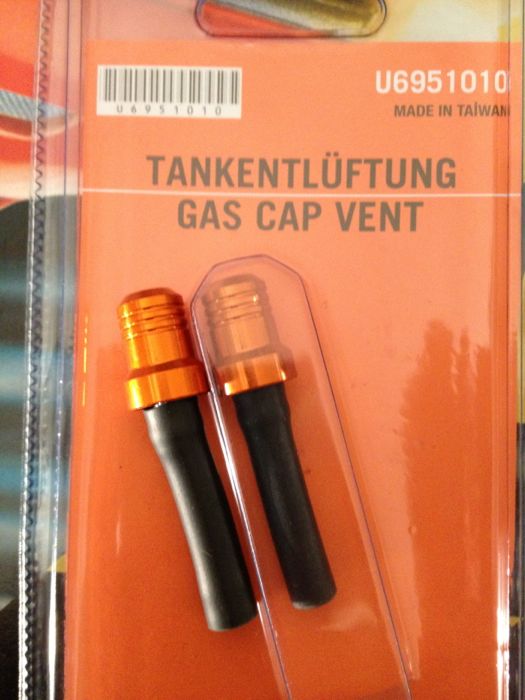 U6951010
U6951010
MADE IN TAIWAN
TANKENTLÜFTUNG
GAS CAP VENT